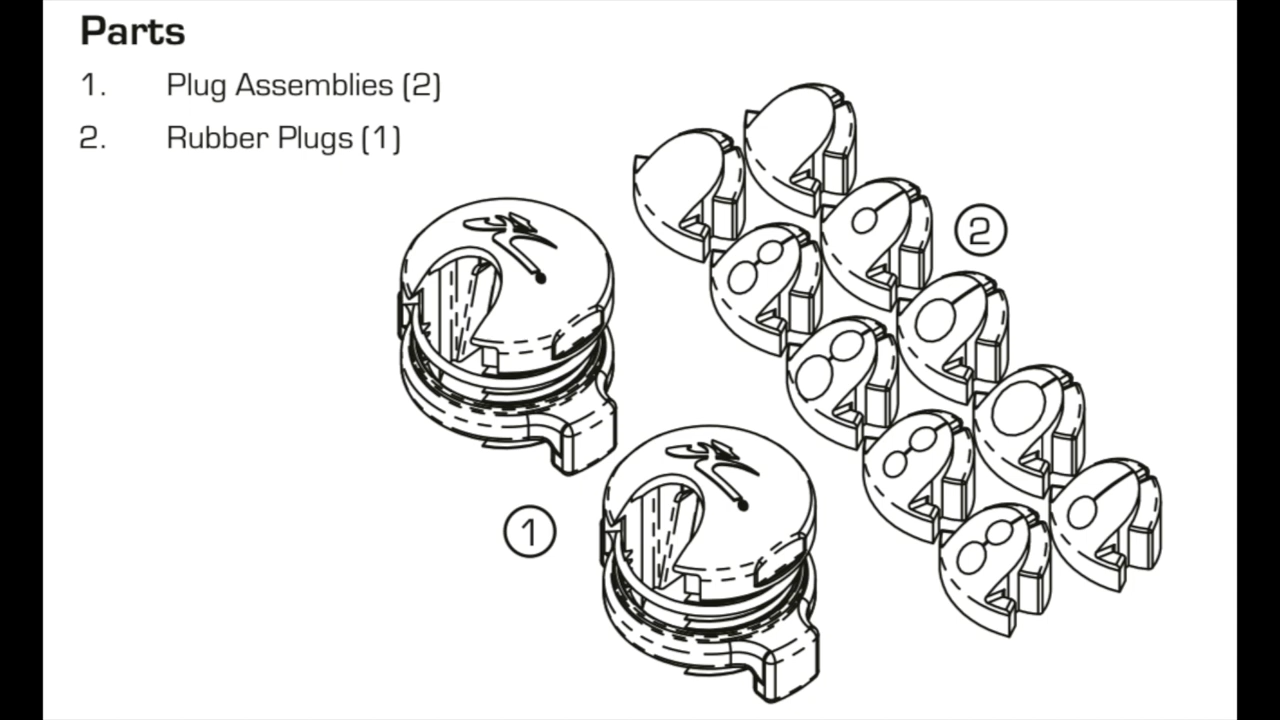 Parts
1. Plug Assemblies (2)
2. Rubber Plugs (1)
2
1